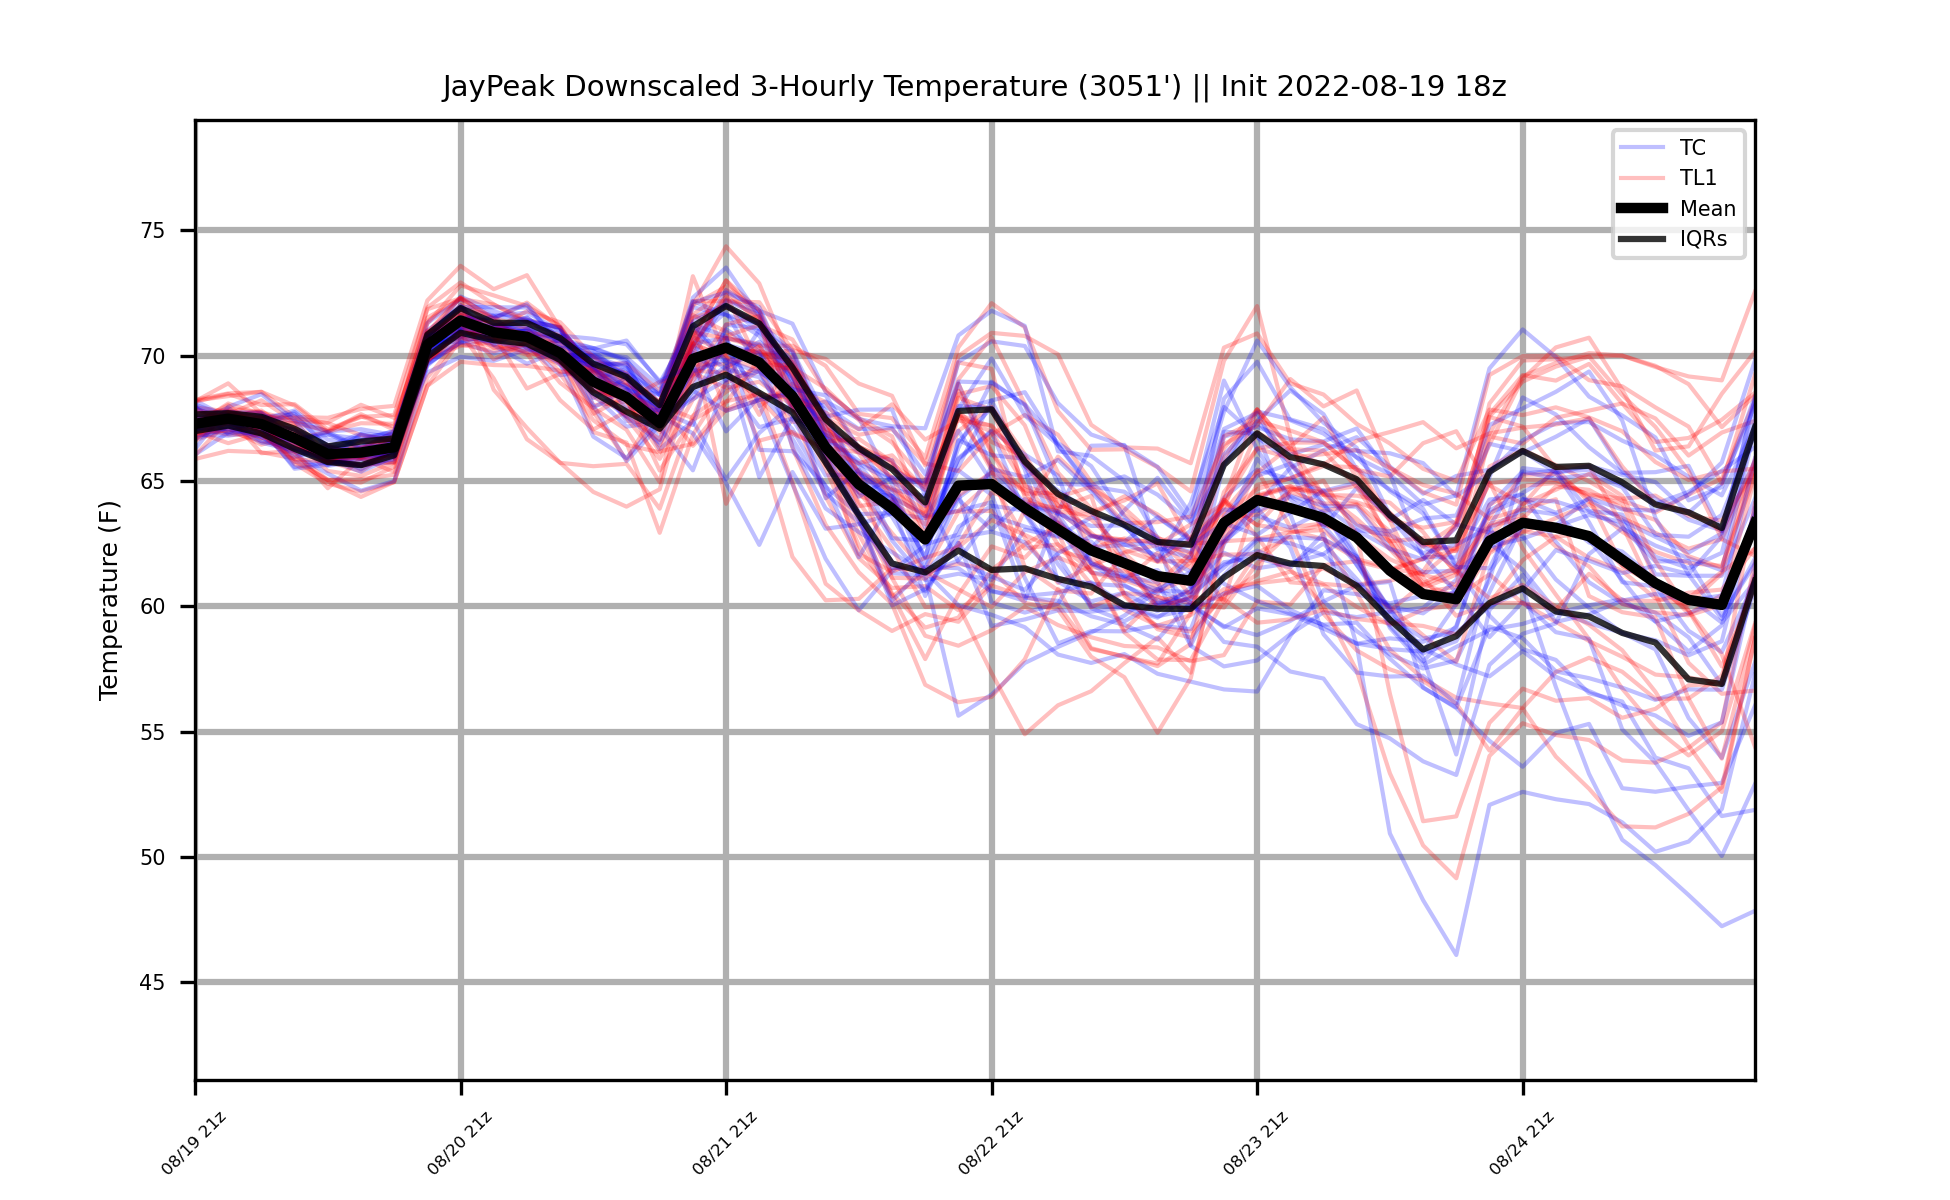 JayPeak Downscaled 3-Hourly Temperature (3051') || Init 2022-08-19 18z
TC
TL1
Mean
IQRs
Temperature (F)
75
70
65
60
55
50
45
08/19 21z
08/20 21z
08/21 21z
08/22 21z
08/23 21z
08/24 21z